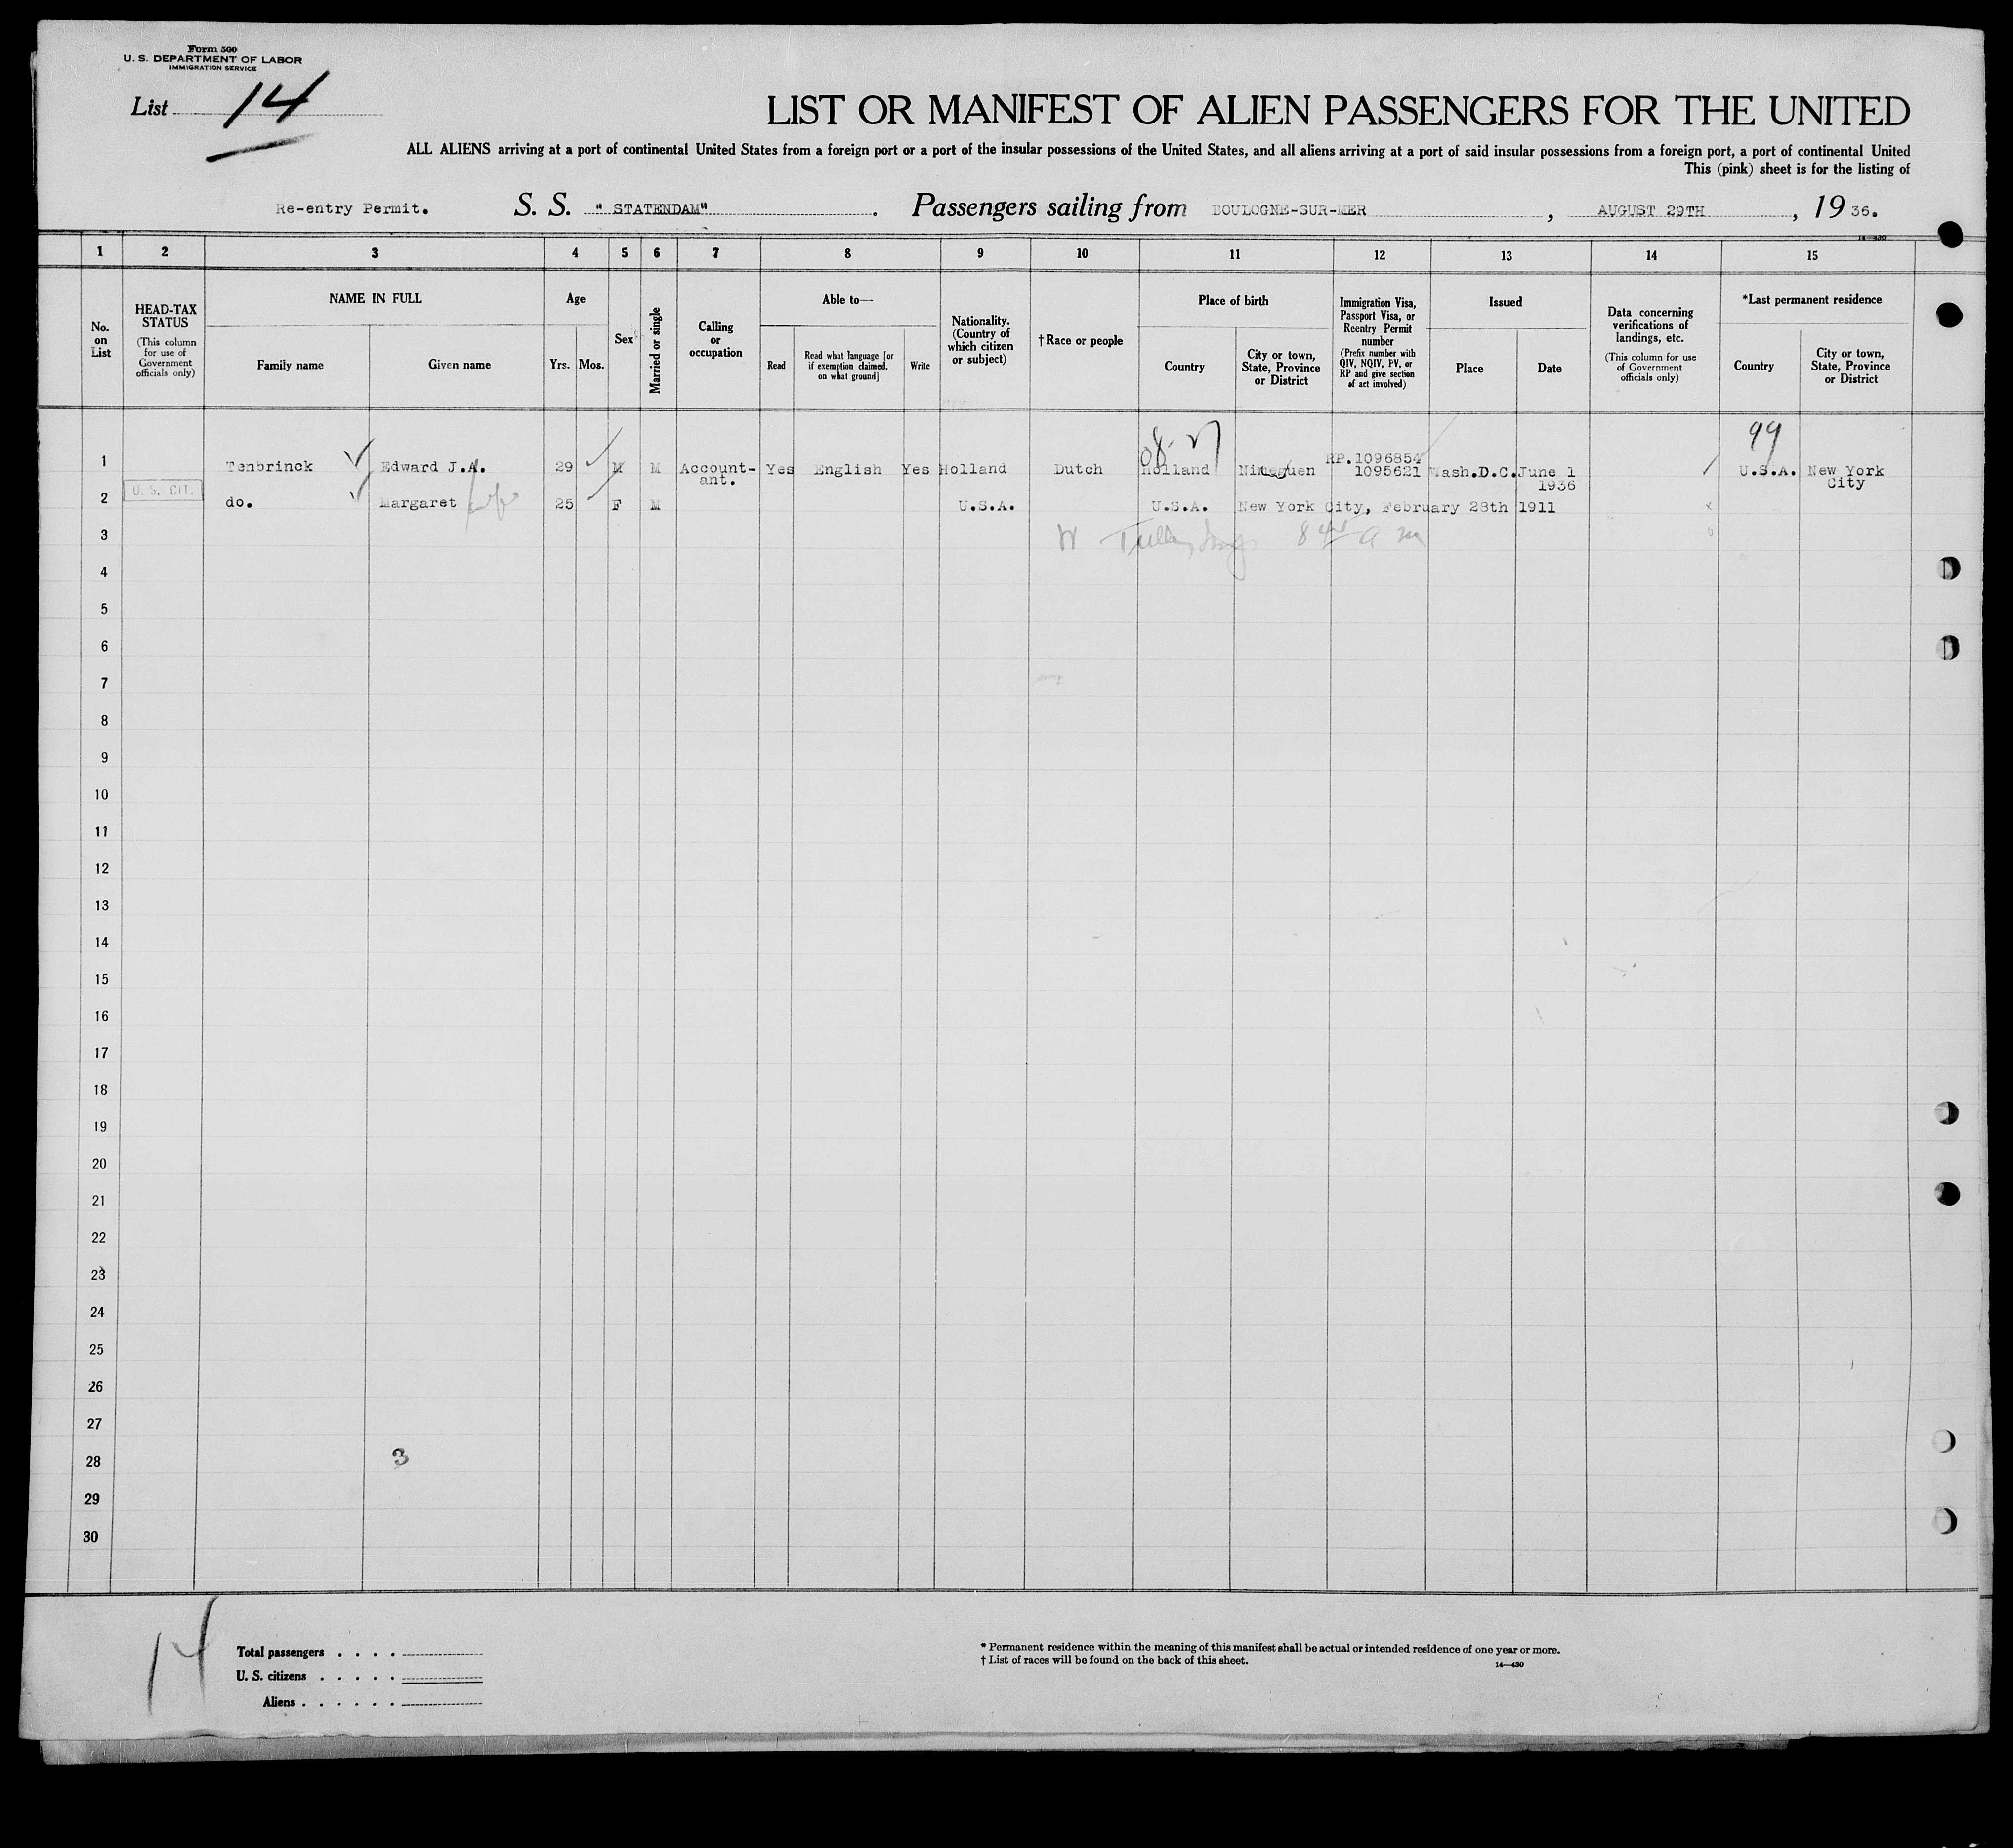 Form 500
U. S. DEPARTMENT OF LABOR
IMMIGRATION SERVICE
List 14
LIST OR MANIFEST OF ALIEN PASSENGERS FOR THE UNITED
ALL ALIENS arriving at a port of continental United States from a foreign port or a port of the insular possessions of the United States, and all aliens arriving at a port of said insular possessions from a foreign port, a port of continental United
This (pink) sheet is for the listing of
Re-entry Permit. S. S. "STATENDAM". Passengers sailing from BOULOGNE-SUR-MER, AUGUST 29TH, 1936.
14-430
1 2 3 4 5 6 7 8 9 10 11 12 13 14 15
No. on List
HEAD-TAX STATUS
(This column for use of Government officials only)
NAME IN FULL
Family name Given name
Age
Yrs. Mos.
Sex
Married or single
Calling or occupation
Able to—
Read
Read what language [or if exemption claimed, on what ground]
Write
Nationality. (Country of which citizen or subject)
†Race or people
Place of birth
Country
City or town, State, Province or District
Immigration Visa, Passport Visa, or Reentry Permit number
(Prefix number with QIV, NQIV, PV, or RP and give section of act involved)
Issued
Place Date
Data concerning verifications of landings, etc.
(This column for use of Government officials only)
*Last permanent residence
Country
City or town, State, Province or District
99
RP.1096854
1 Tenbrinck Edward J.A. 29 M M Account- Yes English Yes Holland Dutch Holland 1095621 Wash.D.C. June 1 U.S.A. New York
ant. 1936 City
U. S. CIT.
2 do. Margaret wife 25 F M U.S.A. U.S.A. New York City, February 28th 1911
3
4
5
6
7
8
9
10
11
12
13
14
15
16
17
18
19
20
21
22
23
24
25
26
27
28 3
29
30
14
Total passengers . . . .
U. S. citizens . . . . .
Aliens . . . . . .
* Permanent residence within the meaning of this manifest shall be actual or intended residence of one year or more.
† List of races will be found on the back of this sheet.
14—430